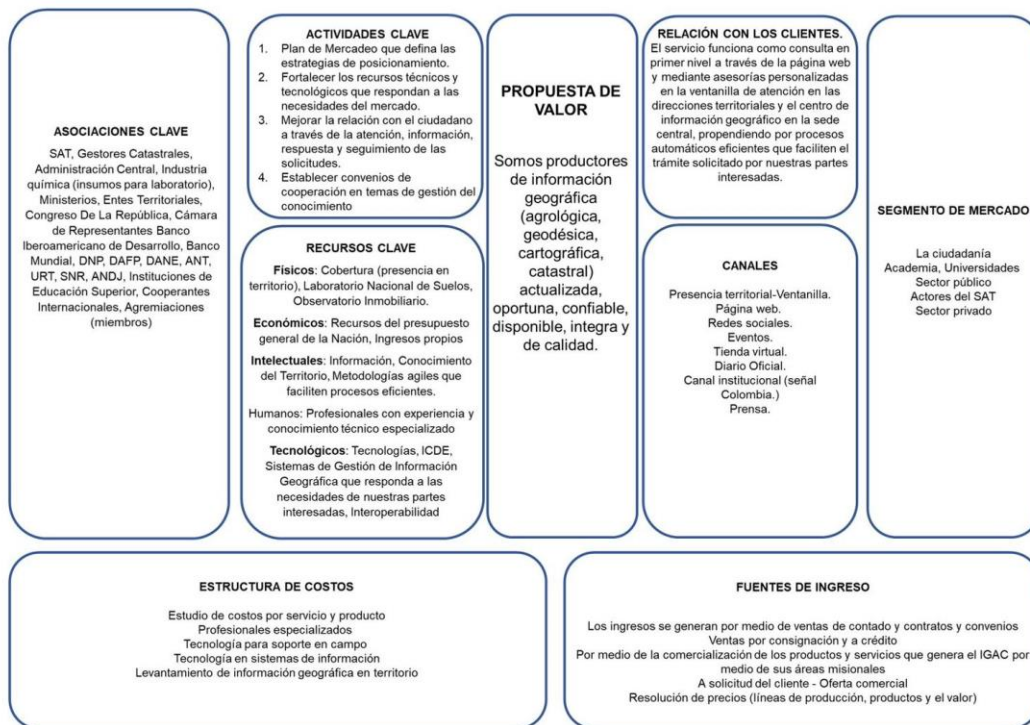 ASOCIACIONES CLAVE
SAT, Gestores Catastrales,
Administración Central, Industria
química (insumos para laboratorio),
Ministerios, Entes Territoriales,
Congreso De La República, Cámara
de Representantes Banco
Iberoamericano de Desarrollo, Banco
Mundial, DNP, DAFP, DANE, ANT,
URT, SNR, ANDJ, Instituciones de
Educación Superior, Cooperantes
Internacionales, Agremiaciones
(miembros)
ACTIVIDADES CLAVE
1. Plan de Mercadeo que defina las
estrategias de posicionamiento.
2. Fortalecer los recursos técnicos y
tecnológicos que respondan a las
necesidades del mercado.
3. Mejorar la relación con el ciudadano
a través de la atención, información,
respuesta y seguimiento de las
solicitudes.
4. Establecer convenios de
cooperación en temas de gestión del
conocimiento
RECURSOS CLAVE
Físicos: Cobertura (presencia en
territorio), Laboratorio Nacional de Suelos,
Observatorio Inmobiliario.
Económicos: Recursos del presupuesto
general de la Nación, Ingresos propios
Intelectuales: Información, Conocimiento
del Territorio, Metodologías agiles que
faciliten procesos eficientes.
Humanos: Profesionales con experiencia y
conocimiento técnico especializado
Tecnológicos: Tecnologías, ICDE,
Sistemas de Gestión de Información
Geográfica que responda a las
necesidades de nuestras partes
interesadas, Interoperabilidad
PROPUESTA DE
VALOR
Somos productores
de información
geográfica
(agrológica,
geodésica,
cartográfica,
catastral)
actualizada,
oportuna, confiable,
disponible, integra y
de calidad.
RELACIÓN CON LOS CLIENTES.
El servicio funciona como consulta en
primer nivel a través de la página web
y mediante asesorías personalizadas
en la ventanilla de atención en las
direcciones territoriales y el centro de
información geográfico en la sede
central, propendiendo por procesos
automáticos eficientes que faciliten el
trámite solicitado por nuestras partes
interesadas.
CANALES
Presencia territorial-Ventanilla.
Página web.
Redes sociales.
Eventos.
Tienda virtual.
Diario Oficial.
Canal institucional (señal
Colombia.)
Prensa.
SEGMENTO DE MERCADO
La ciudadanía
Academia, Universidades
Sector público
Actores del SAT
Sector privado
ESTRUCTURA DE COSTOS
Estudio de costos por servicio y producto
Profesionales especializados
Tecnología para soporte en campo
Tecnología en sistemas de información
Levantamiento de información geográfica en territorio
FUENTES DE INGRESO
Los ingresos se generan por medio de ventas de contado y contratos y convenios
Ventas por consignación y a crédito
Por medio de la comercialización de los productos y servicios que genera el IGAC por
medio de sus áreas misionales
A solicitud del cliente - Oferta comercial
Resolución de precios (líneas de producción, productos y el valor)